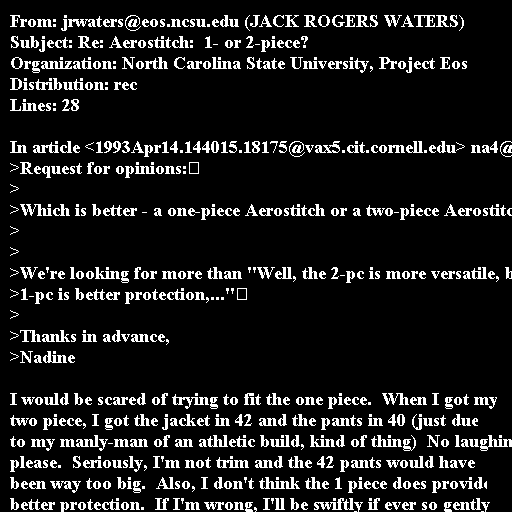 From: jrwaters@eos.ncsu.edu (JACK ROGERS WATERS)
Subject: Re: Aerostitch:  1- or 2-piece?
Organization: North Carolina State University, Project Eos
Distribution: rec
Lines: 28

In article <1993Apr14.144015.18175@vax5.cit.cornell.edu> na4@
>Request for opinions:
>
>Which is better - a one-piece Aerostitch or a two-piece Aerostitc
>
>
>We're looking for more than "Well, the 2-pc is more versatile, b
>1-pc is better protection,..."
>
>Thanks in advance,
>Nadine

I would be scared of trying to fit the one piece.  When I got my
two piece, I got the jacket in 42 and the pants in 40 (just due
to my manly-man of an athletic build, kind of thing)  No laughin
please.  Seriously, I'm not trim and the 42 pants would have
been way too big.  Also, I don't think the 1 piece does provide
better protection.  If I'm wrong, I'll be swiftly if ever so gently